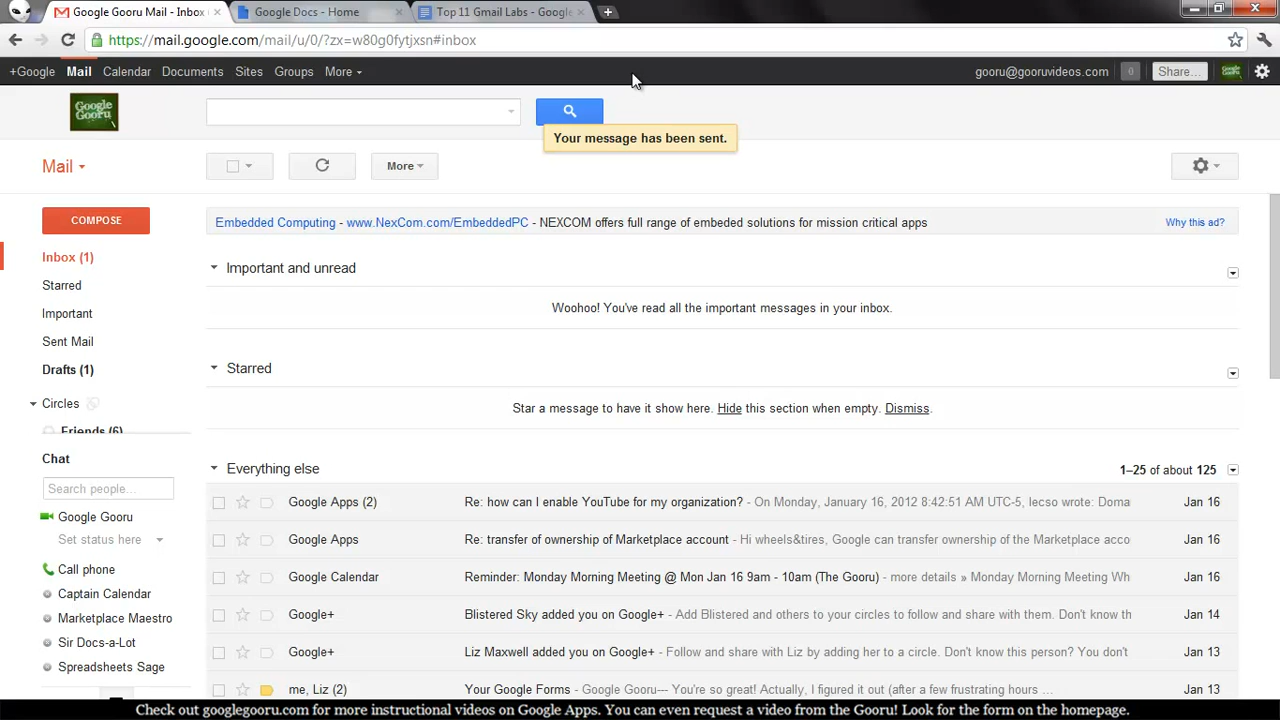 Google Gooru Mail - Inbox
Google Docs - Home
Top 11 Gmail Labs - Google
https://mail.google.com/mail/u/0/?zx=w80g0fytjxsn#inbox
+Google Mail Calendar Documents Sites Groups More
gooru@gooruvideos.com 0 Share...
Google Gooru
Your message has been sent.
Mail
More
COMPOSE
Embedded Computing - www.NexCom.com/EmbeddedPC - NEXCOM offers full range of embeded solutions for mission critical apps
Why this ad?
Inbox (1)
Starred
Important
Sent Mail
Drafts (1)
Circles
Friends (6)
Chat
Search people...
Google Gooru
Set status here
Call phone
Captain Calendar
Marketplace Maestro
Sir Docs-a-Lot
Spreadsheets Sage
Important and unread
Woohoo! You've read all the important messages in your inbox.
Starred
Star a message to have it show here. Hide this section when empty. Dismiss.
Everything else
1–25 of about 125
Google Apps (2) Re: how can I enable YouTube for my organization? - On Monday, January 16, 2012 8:42:51 AM UTC-5, lecso wrote: Doma Jan 16
Google Apps Re: transfer of ownership of Marketplace account - Hi wheels&tires, Google can transfer ownership of the Marketplace acco Jan 16
Google Calendar Reminder: Monday Morning Meeting @ Mon Jan 16 9am - 10am (The Gooru) - more details » Monday Morning Meeting Wh Jan 16
Google+ Blistered Sky added you on Google+ - Add Blistered and others to your circles to follow and share with them. Don't know th Jan 14
Google+ Liz Maxwell added you on Google+ - Follow and share with Liz by adding her to a circle. Don't know this person? You don't Jan 13
me, Liz (2) Your Google Forms - Google Gooru--- You're so great! Actually, I figured it out (after a few frustrating hours ... Jan 13
Check out googlegooru.com for more instructional videos on Google Apps. You can even request a video from the Gooru! Look for the form on the homepage.